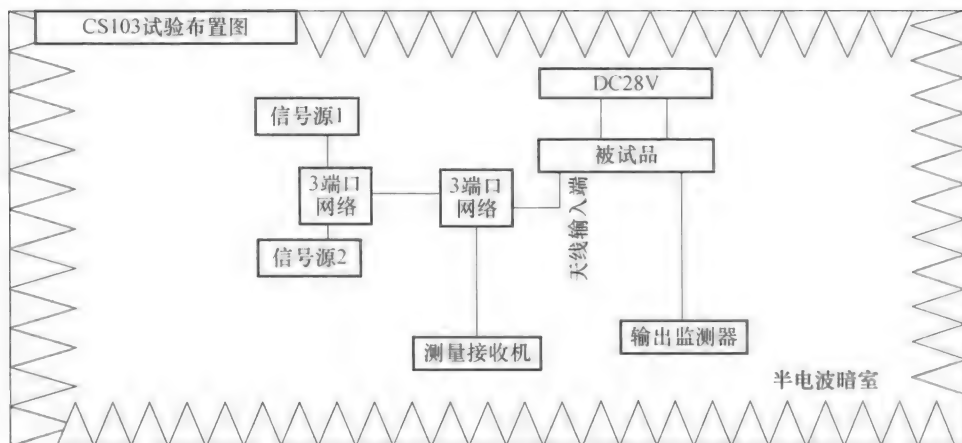 CS103试验布置图
DC28V
信号源1
被试品
3端口
网络
3端口
网络
天线输入端
信号源2
输出监测器
测量接收机
半电波暗室